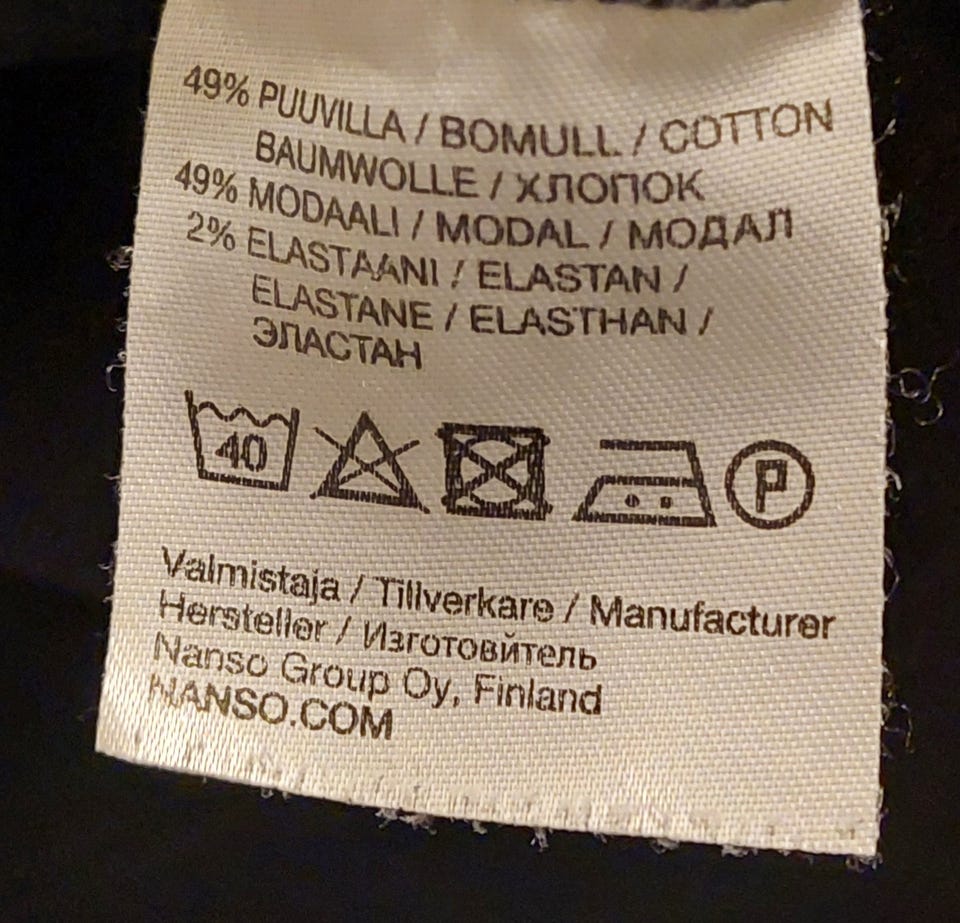 49% PUUVILLA / BOMULL / COTTON
BAUMWOLLE / ХЛОПОК
49% MODAALI / MODAL / МОДАЛ
2% ELASTAANI / ELASTAN /
ELASTANE / ELASTHAN /
ЭЛАСТАН
40 P
Valmistaja / Tillverkare / Manufacturer
Hersteller / Изготовйтель
Nanso Group Oy, Finland
NANSO.COM